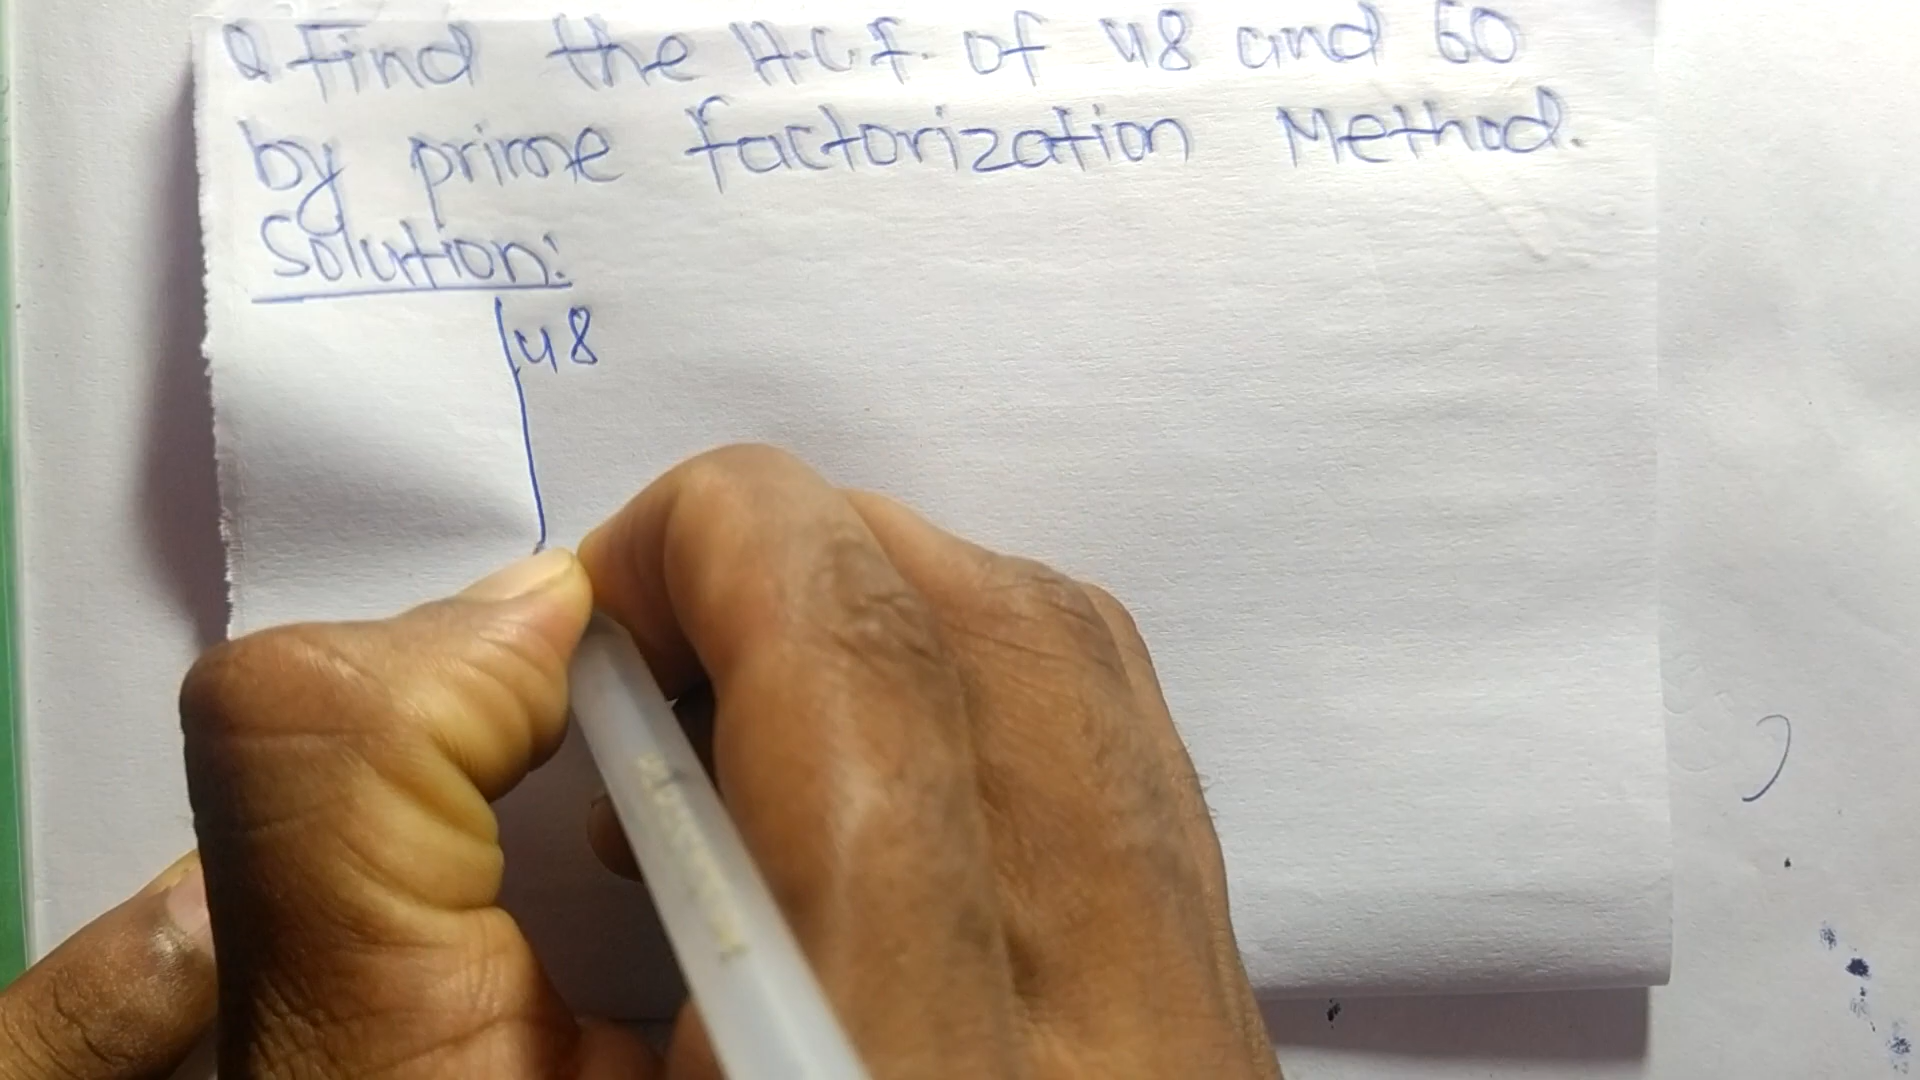 Q Find the H.C.F. of 48 and 60
by prime factorization Method.
Solution:
48